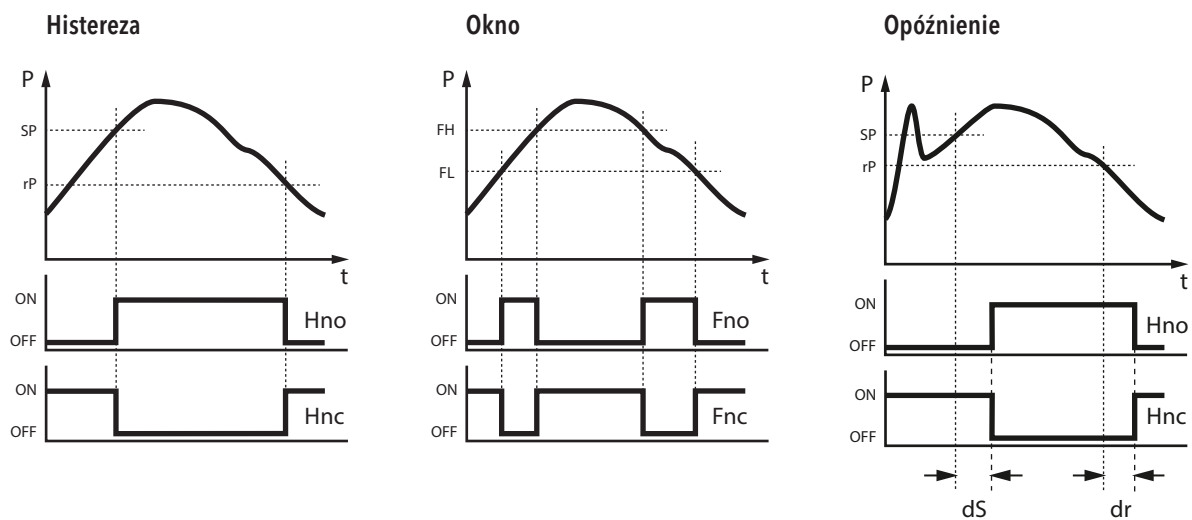 Histereza
P
SP
rP
t
ON
OFF
Hno
ON
OFF
Hnc
Okno
P
FH
FL
t
ON
OFF
Fno
ON
OFF
Fnc
Opóźnienie
P
SP
rP
t
ON
OFF
Hno
ON
OFF
Hnc
dS
dr